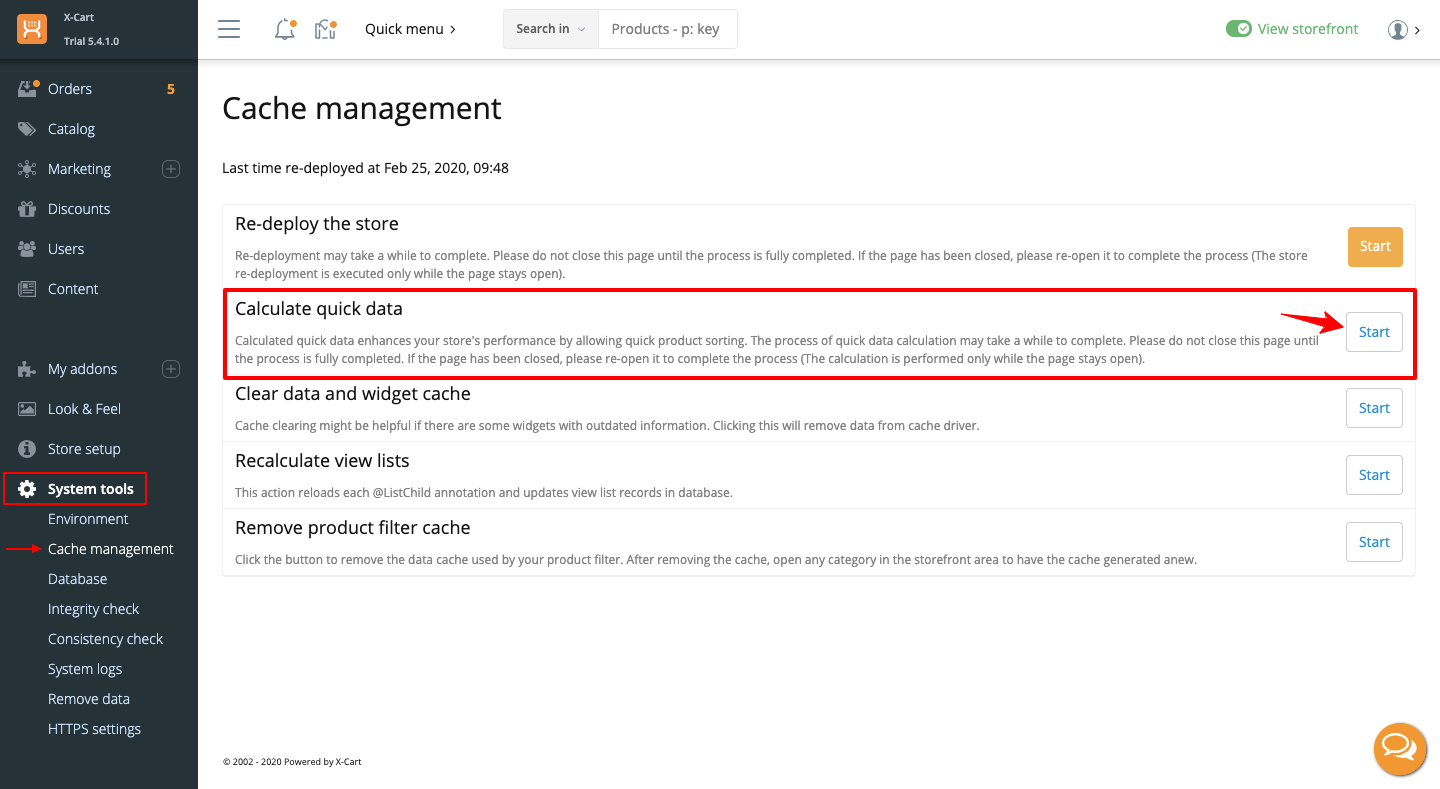 X-Cart
Trial 5.4.1.0
Quick menu
Search in
Products - p: key
View storefront
Orders
5
Catalog
Marketing
Discounts
Users
Content
My addons
Look & Feel
Store setup
System tools
Environment
Cache management
Database
Integrity check
Consistency check
System logs
Remove data
HTTPS settings
Cache management
Last time re-deployed at Feb 25, 2020, 09:48
Re-deploy the store
Re-deployment may take a while to complete. Please do not close this page until the process is fully completed. If the page has been closed, please re-open it to complete the process (The store
re-deployment is executed only while the page stays open).
Start
Calculate quick data
Calculated quick data enhances your store's performance by allowing quick product sorting. The process of quick data calculation may take a while to complete. Please do not close this page until
the process is fully completed. If the page has been closed, please re-open it to complete the process (The calculation is performed only while the page stays open).
Start
Clear data and widget cache
Cache clearing might be helpful if there are some widgets with outdated information. Clicking this will remove data from cache driver.
Start
Recalculate view lists
This action reloads each @ListChild annotation and updates view list records in database.
Start
Remove product filter cache
Click the button to remove the data cache used by your product filter. After removing the cache, open any category in the storefront area to have the cache generated anew.
Start
© 2002 - 2020 Powered by X-Cart